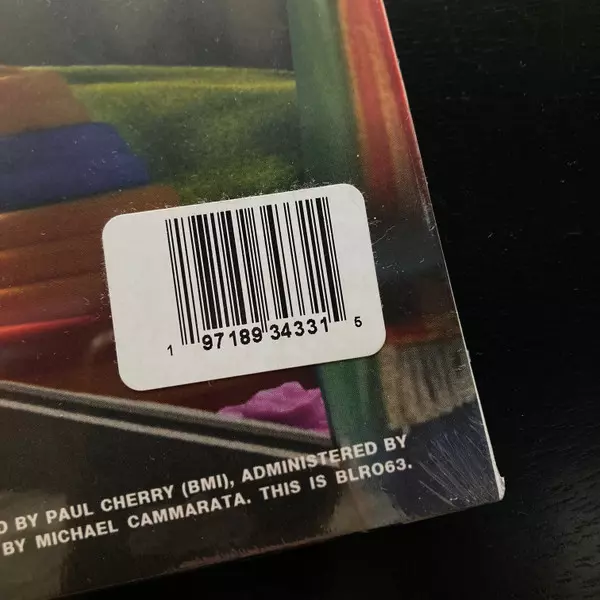 1 97189 34331 5
D BY PAUL CHERRY (BMI), ADMINISTERED BY
BY MICHAEL CAMMARATA. THIS IS BLR063.